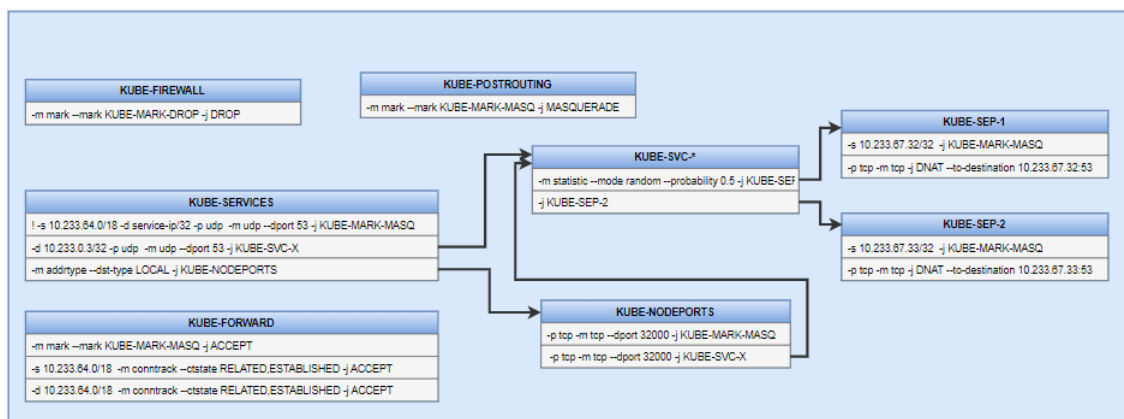 KUBE-FIREWALL
-m mark --mark KUBE-MARK-DROP -j DROP
KUBE-POSTROUTING
-m mark --mark KUBE-MARK-MASQ -j MASQUERADE
KUBE-SERVICES
! -s 10.233.64.0/18 -d service-ip/32 -p udp -m udp --dport 53 -j KUBE-MARK-MASQ
-d 10.233.0.3/32 -p udp -m udp --dport 53 -j KUBE-SVC-X
-m addrtype --dst-type LOCAL -j KUBE-NODEPORTS
KUBE-FORWARD
-m mark --mark KUBE-MARK-MASQ -j ACCEPT
-s 10.233.64.0/18 -m conntrack --ctstate RELATED,ESTABLISHED -j ACCEPT
-d 10.233.64.0/18 -m conntrack --ctstate RELATED,ESTABLISHED -j ACCEPT
KUBE-SVC-*
-m statistic --mode random --probability 0.5 -j KUBE-SEP
-j KUBE-SEP-2
KUBE-NODEPORTS
-p tcp -m tcp --dport 32000 -j KUBE-MARK-MASQ
-p tcp -m tcp --dport 32000 -j KUBE-SVC-X
KUBE-SEP-1
-s 10.233.67.32/32 -j KUBE-MARK-MASQ
-p tcp -m tcp -j DNAT --to-destination 10.233.67.32:53
KUBE-SEP-2
-s 10.233.67.33/32 -j KUBE-MARK-MASQ
-p tcp -m tcp -j DNAT --to-destination 10.233.67.33:53